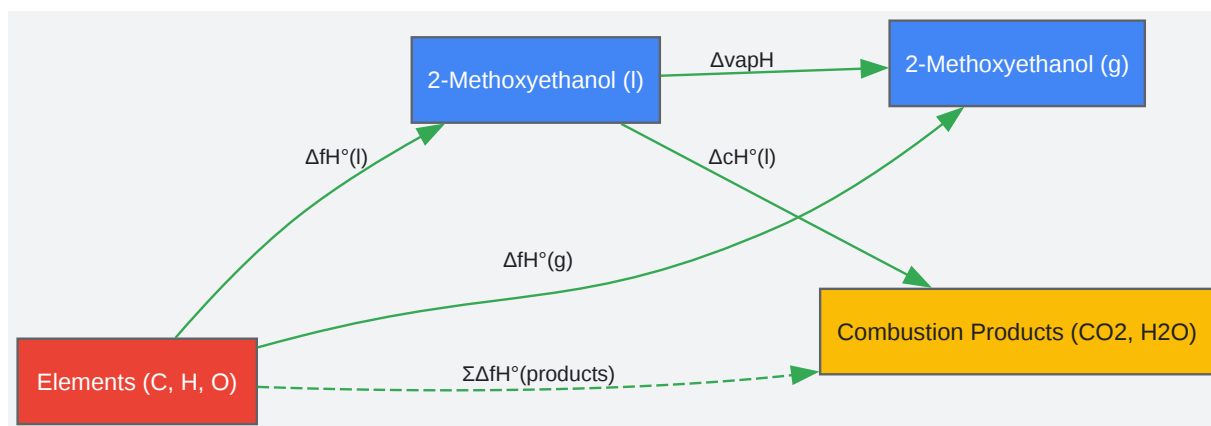 2-Methoxyethanol (l)
ΔvapH
2-Methoxyethanol (g)
ΔfH°(l)
ΔcH°(l)
ΔfH°(g)
Combustion Products (CO2, H2O)
Elements (C, H, O)
ΣΔfH°(products)